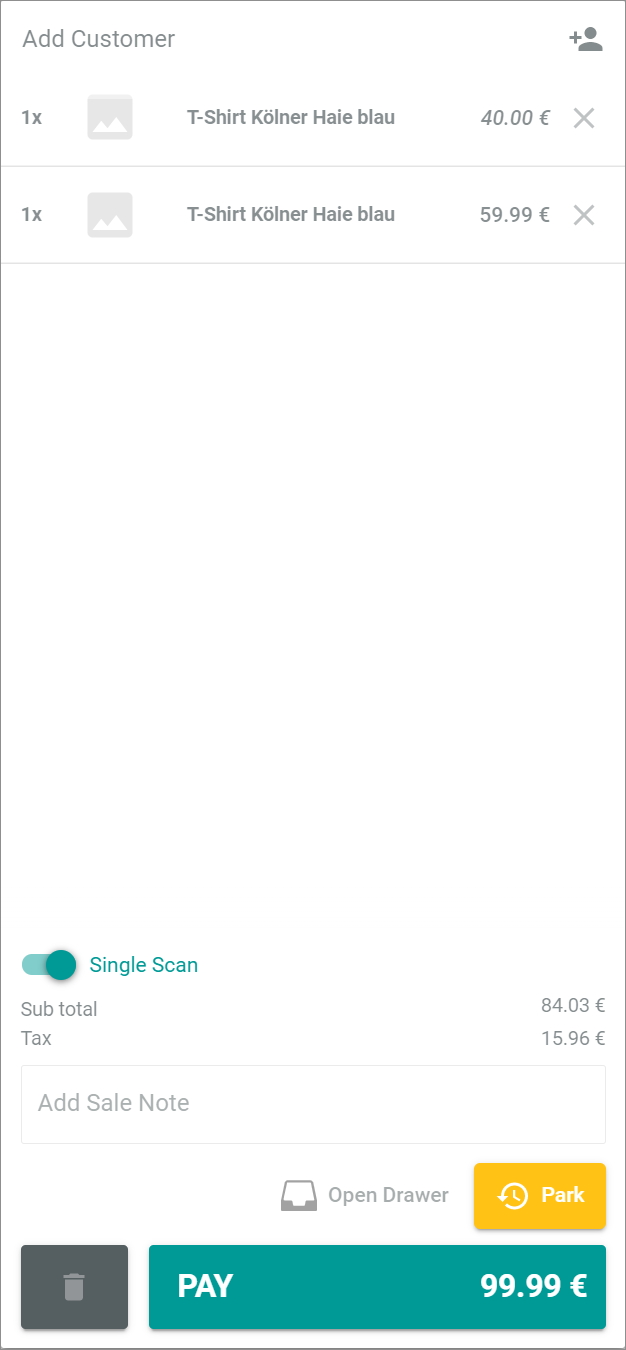 Add Customer
1x T-Shirt Kölner Haie blau 40.00 €
1x T-Shirt Kölner Haie blau 59.99 €
Single Scan
Sub total 84.03 €
Tax 15.96 €
Add Sale Note
Open Drawer Park
PAY 99.99 €